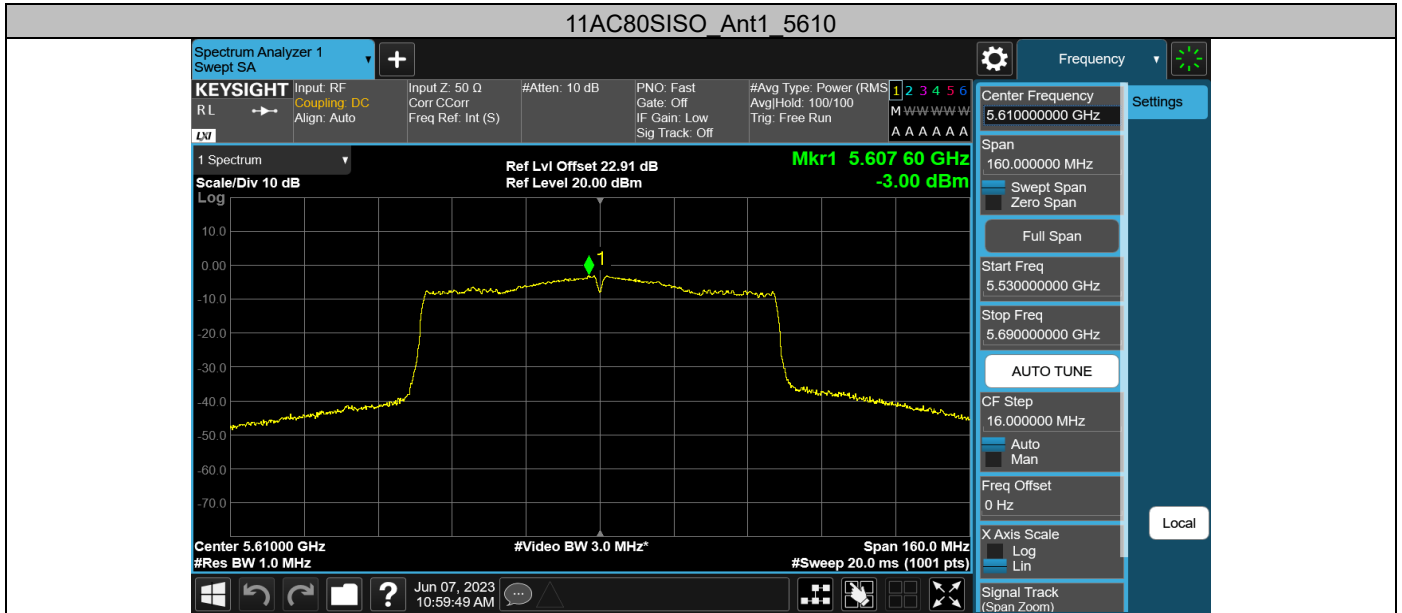 11AC80SISO_Ant1_5610
Spectrum Analyzer 1
Swept SA
Frequency
KEYSIGHT
RL
LXI
Input: RF
Coupling: DC
Align: Auto
Input Z: 50 Ω
Corr CCorr
Freq Ref: Int (S)
#Atten: 10 dB
PNO: Fast
Gate: Off
IF Gain: Low
Sig Track: Off
#Avg Type: Power (RMS
Avg|Hold: 100/100
Trig: Free Run
1 2 3 4 5 6
M W W W W W
A A A A A A
1 Spectrum
Scale/Div 10 dB
Ref Lvl Offset 22.91 dB
Ref Level 20.00 dBm
Mkr1 5.607 60 GHz
-3.00 dBm
Log
10.0
0.00
-10.0
-20.0
-30.0
-40.0
-50.0
-60.0
-70.0
1
Center 5.61000 GHz
#Res BW 1.0 MHz
#Video BW 3.0 MHz*
Span 160.0 MHz
#Sweep 20.0 ms (1001 pts)
Center Frequency
5.610000000 GHz
Settings
Span
160.000000 MHz
Swept Span
Zero Span
Full Span
Start Freq
5.530000000 GHz
Stop Freq
5.690000000 GHz
AUTO TUNE
CF Step
16.000000 MHz
Auto
Man
Freq Offset
0 Hz
X Axis Scale
Log
Lin
Local
Signal Track
(Span Zoom)
?
Jun 07, 2023
10:59:49 AM